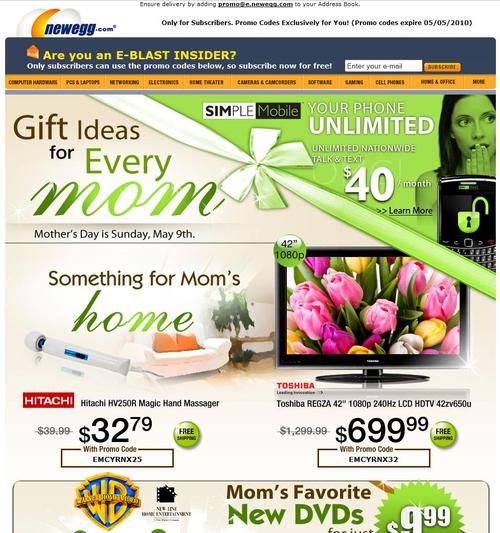 Ensure delivery by adding promo@e.newegg.com to your Address Book.
newegg.com
Only for Subscribers. Promo Codes Exclusively for You! (Promo codes expire 05/05/2010)
Are you an E-BLAST INSIDER?
Only subscribers can use the promo codes below, so subscribe now for free!
Enter your e-mail
SUBSCRIBE
COMPUTER HARDWARE PCS & LAPTOPS NETWORKING ELECTRONICS HOME THEATER CAMERAS & CAMCORDERS SOFTWARE GAMING CELL PHONES HOME & OFFICE MORE
Gift Ideas
for Every
mom
Mother's Day is Sunday, May 9th.
SIMPLE Mobile
YOUR PHONE
UNLIMITED
UNLIMITED NATIONWIDE
TALK & TEXT
$40 / month
>> Learn More
Something for Mom's
home
42"
1080p
TOSHIBA
HITACHI
Hitachi HV250R Magic Hand Massager
$39.99 $32.79
FREE
SHIPPING
With Promo Code
EMCYRNX25
TOSHIBA
Leading Innovation >>>
Toshiba REGZA 42" 1080p 240Hz LCD HDTV 42zv650u
$1,299.99 $699.99
FREE
SHIPPING
With Promo Code
EMCYRNX32
WB
WARNER HOME VIDEO
NEW LINE
HOME ENTERTAINMENT
Mom's Favorite
New DVDs
for just
$9.99